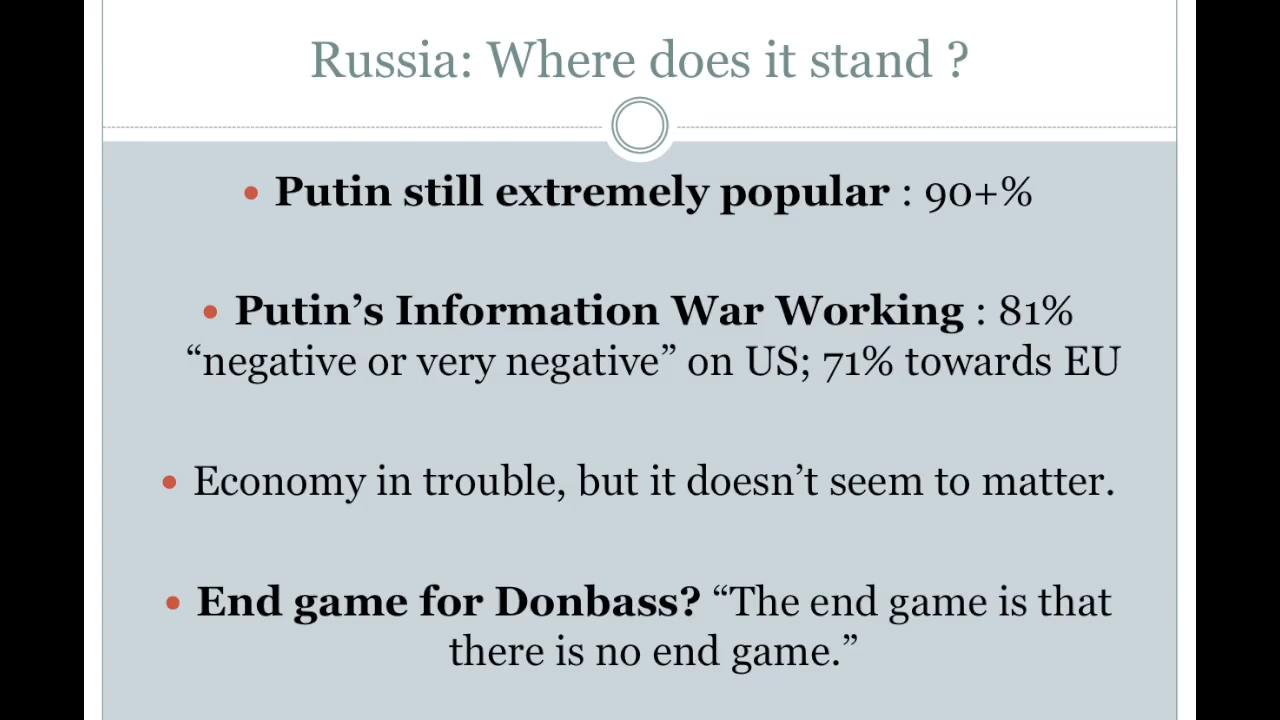 Russia: Where does it stand ?
• Putin still extremely popular : 90+%
• Putin’s Information War Working : 81%
“negative or very negative” on US; 71% towards EU
• Economy in trouble, but it doesn’t seem to matter.
• End game for Donbass? “The end game is that
there is no end game.”